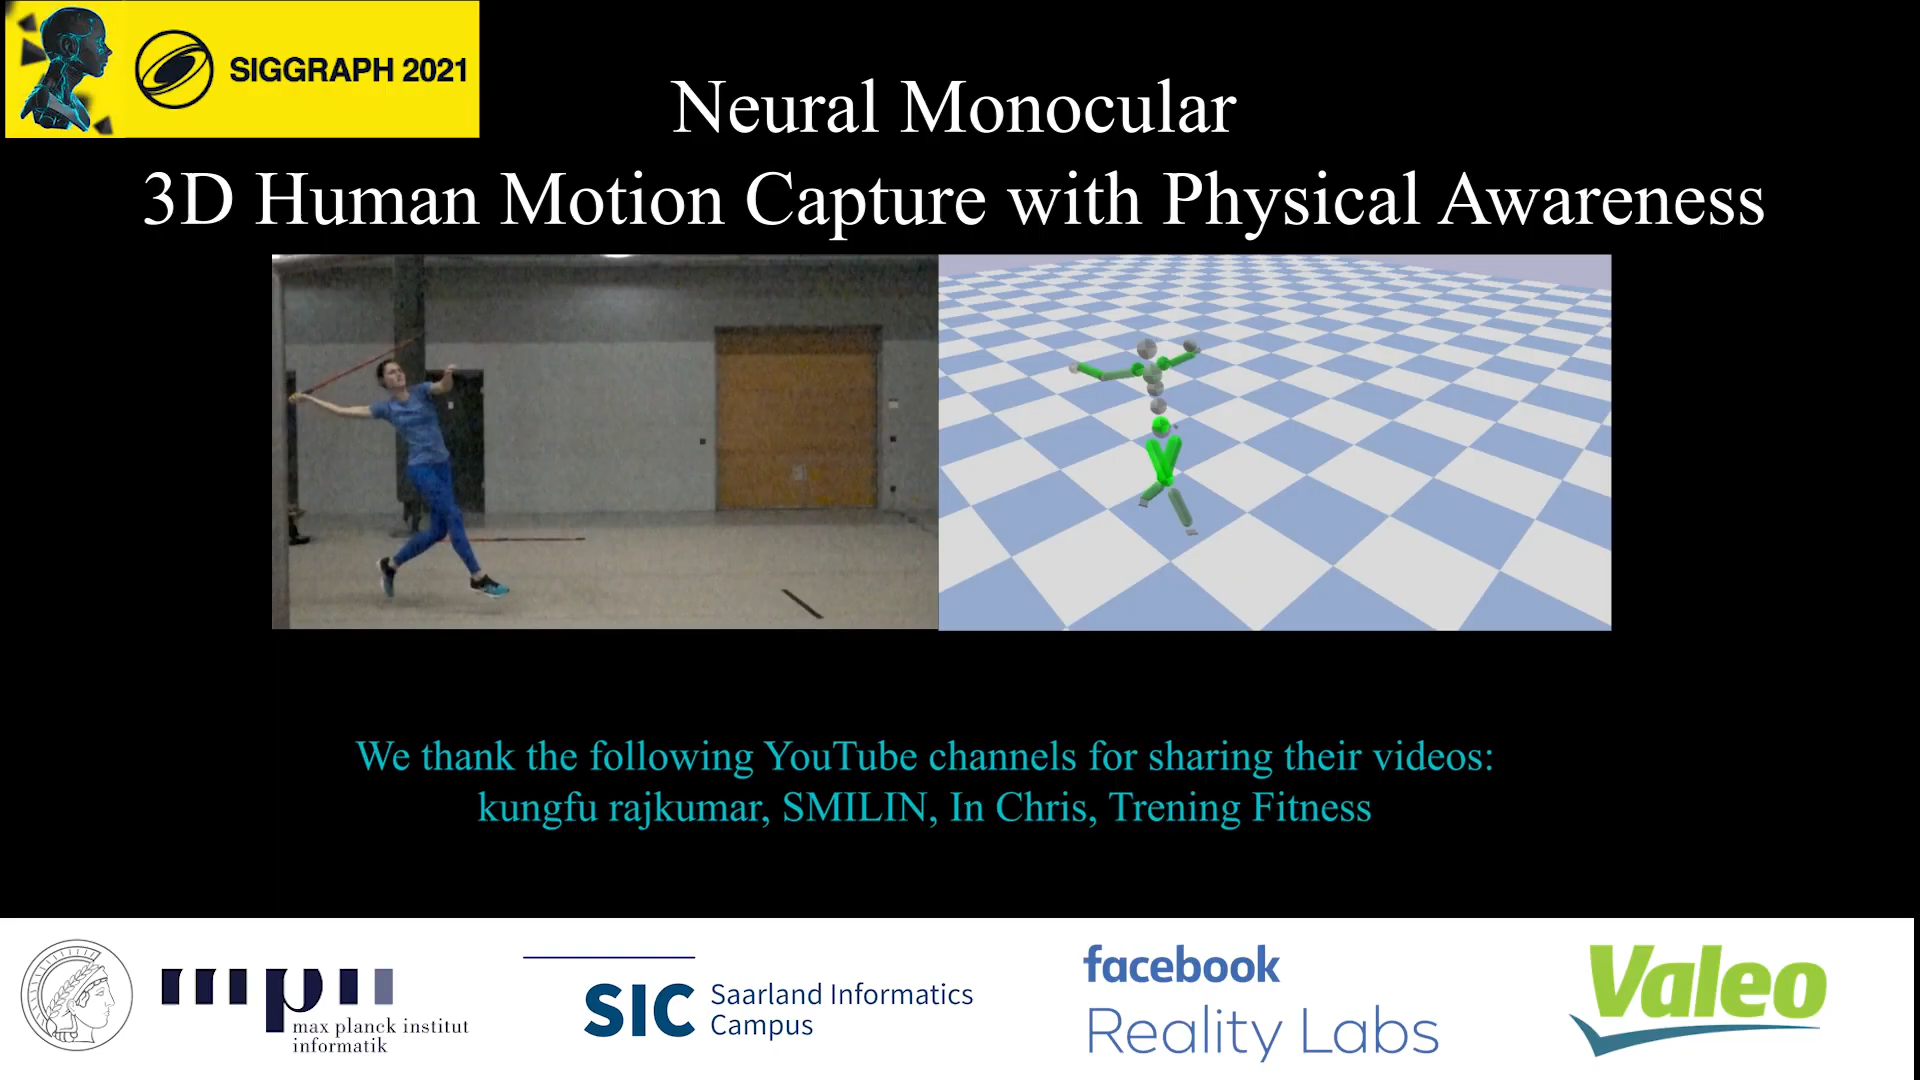 SIGGRAPH 2021
Neural Monocular
3D Human Motion Capture with Physical Awareness
We thank the following YouTube channels for sharing their videos:
kungfu rajkumar, SMILIN, In Chris, Trening Fitness
mpii
max planck institut
informatik
SIC
Saarland Informatics
Campus
facebook
Reality Labs
Valeo